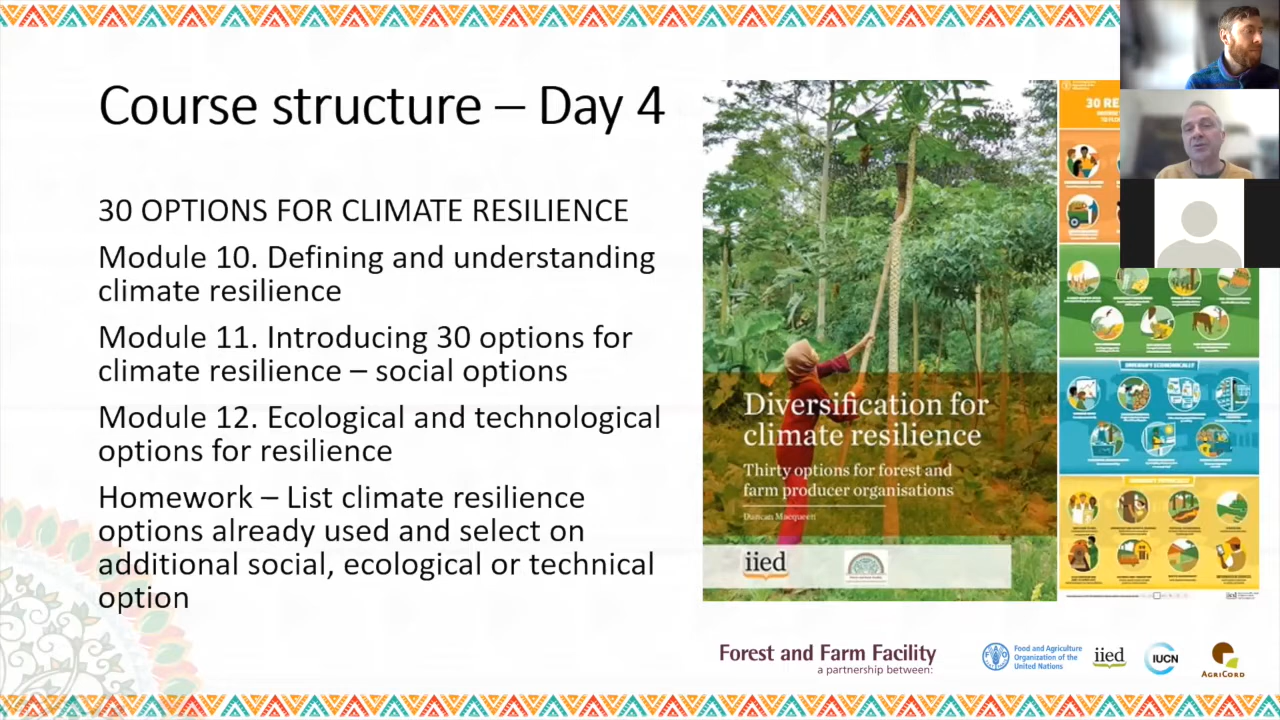 Course structure – Day 4
30 OPTIONS FOR CLIMATE RESILIENCE
Module 10. Defining and understanding
climate resilience
Module 11. Introducing 30 options for
climate resilience – social options
Module 12. Ecological and technological
options for resilience
Homework – List climate resilience
options already used and select on
additional social, ecological or technical
option
Diversification for
climate resilience
Thirty options for forest and
farm producer organisations
Duncan Macqueen
iied
30 RE
Forest and Farm Facility
a partnership between:
Food and Agriculture
Organization of the
United Nations
iied
IUCN
AGRICORD